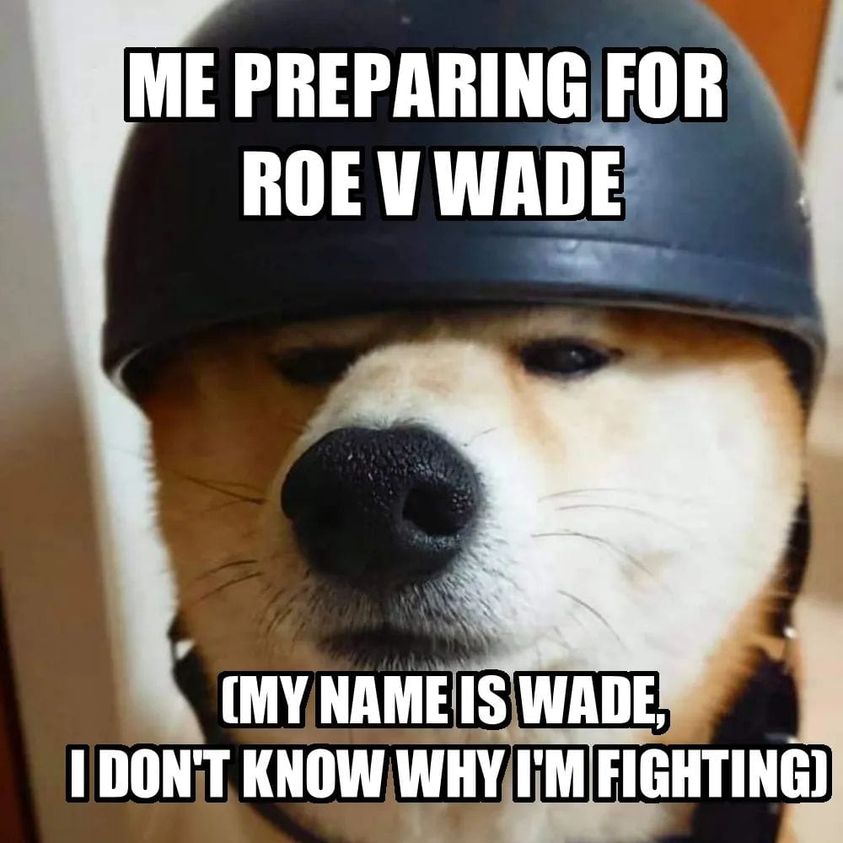 ME PREPARING FOR
ROE V WADE
(MY NAME IS WADE,
I DON'T KNOW WHY I'M FIGHTING)